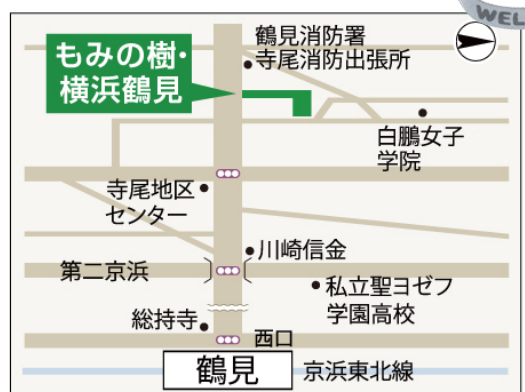 WEL
鶴見消防署
寺尾消防出張所
もみの樹・
横浜鶴見
白鵬女子
学院
寺尾地区
センター
川崎信金
第二京浜
私立聖ヨゼフ
学園高校
総持寺
西口
鶴見
京浜東北線